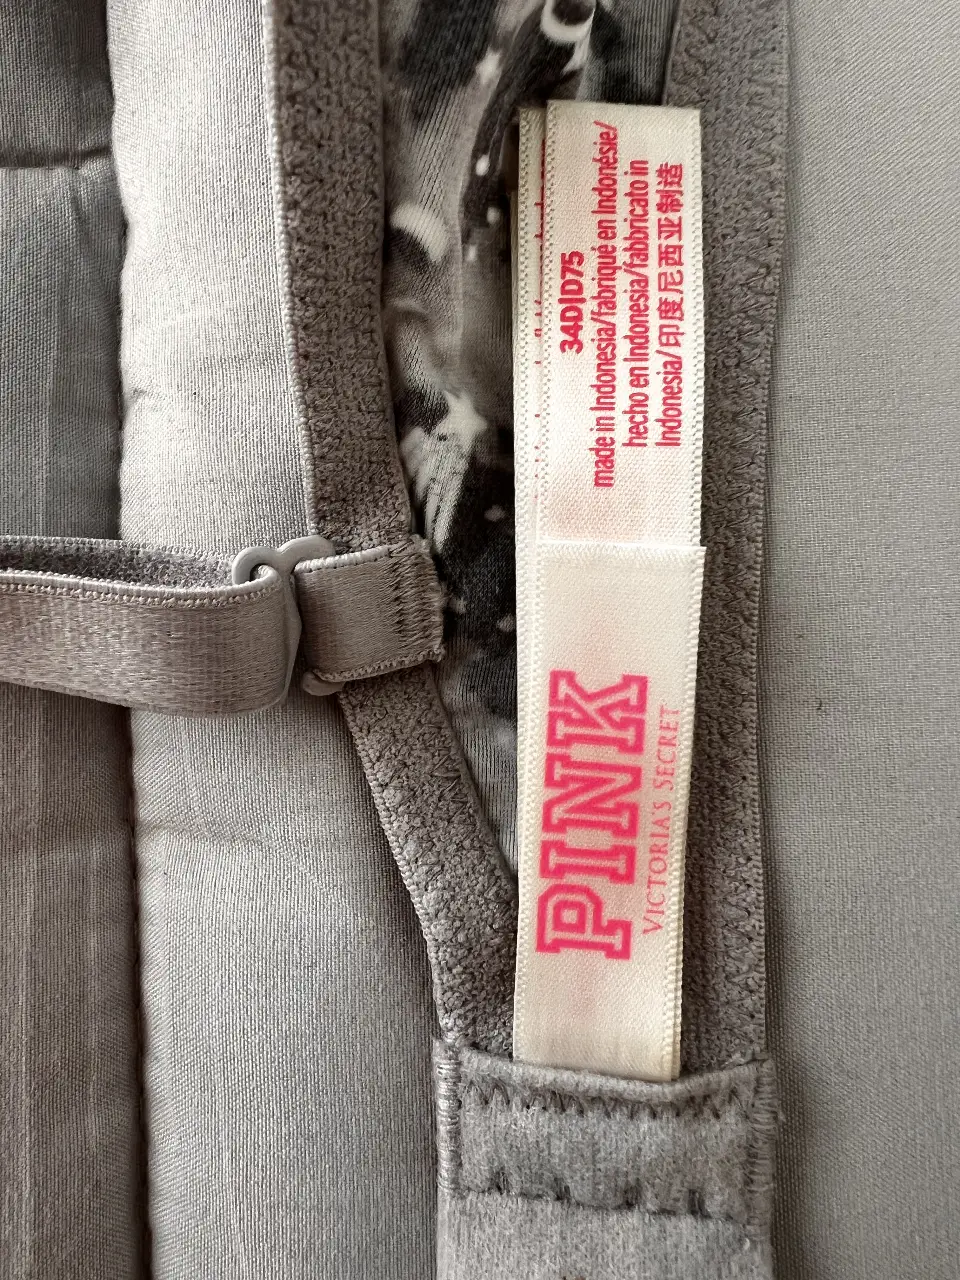 34D|D75
made in Indonesia/fabriqué en Indonésie/
hecho en Indonesia/fabbricato in
Indonesia/印度尼西亚制造
PINK
VICTORIA'S SECRET